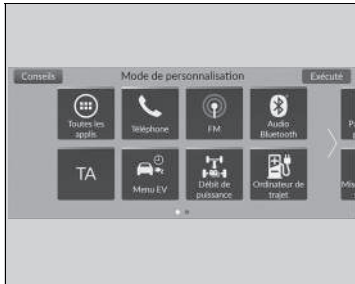 Conseils
Mode de personnalisation
Exécuté
Toutes les
applis
Téléphone
FM
Audio
Bluetooth
TA
Menu EV
Débit de
puissance
Ordinateur de
trajet